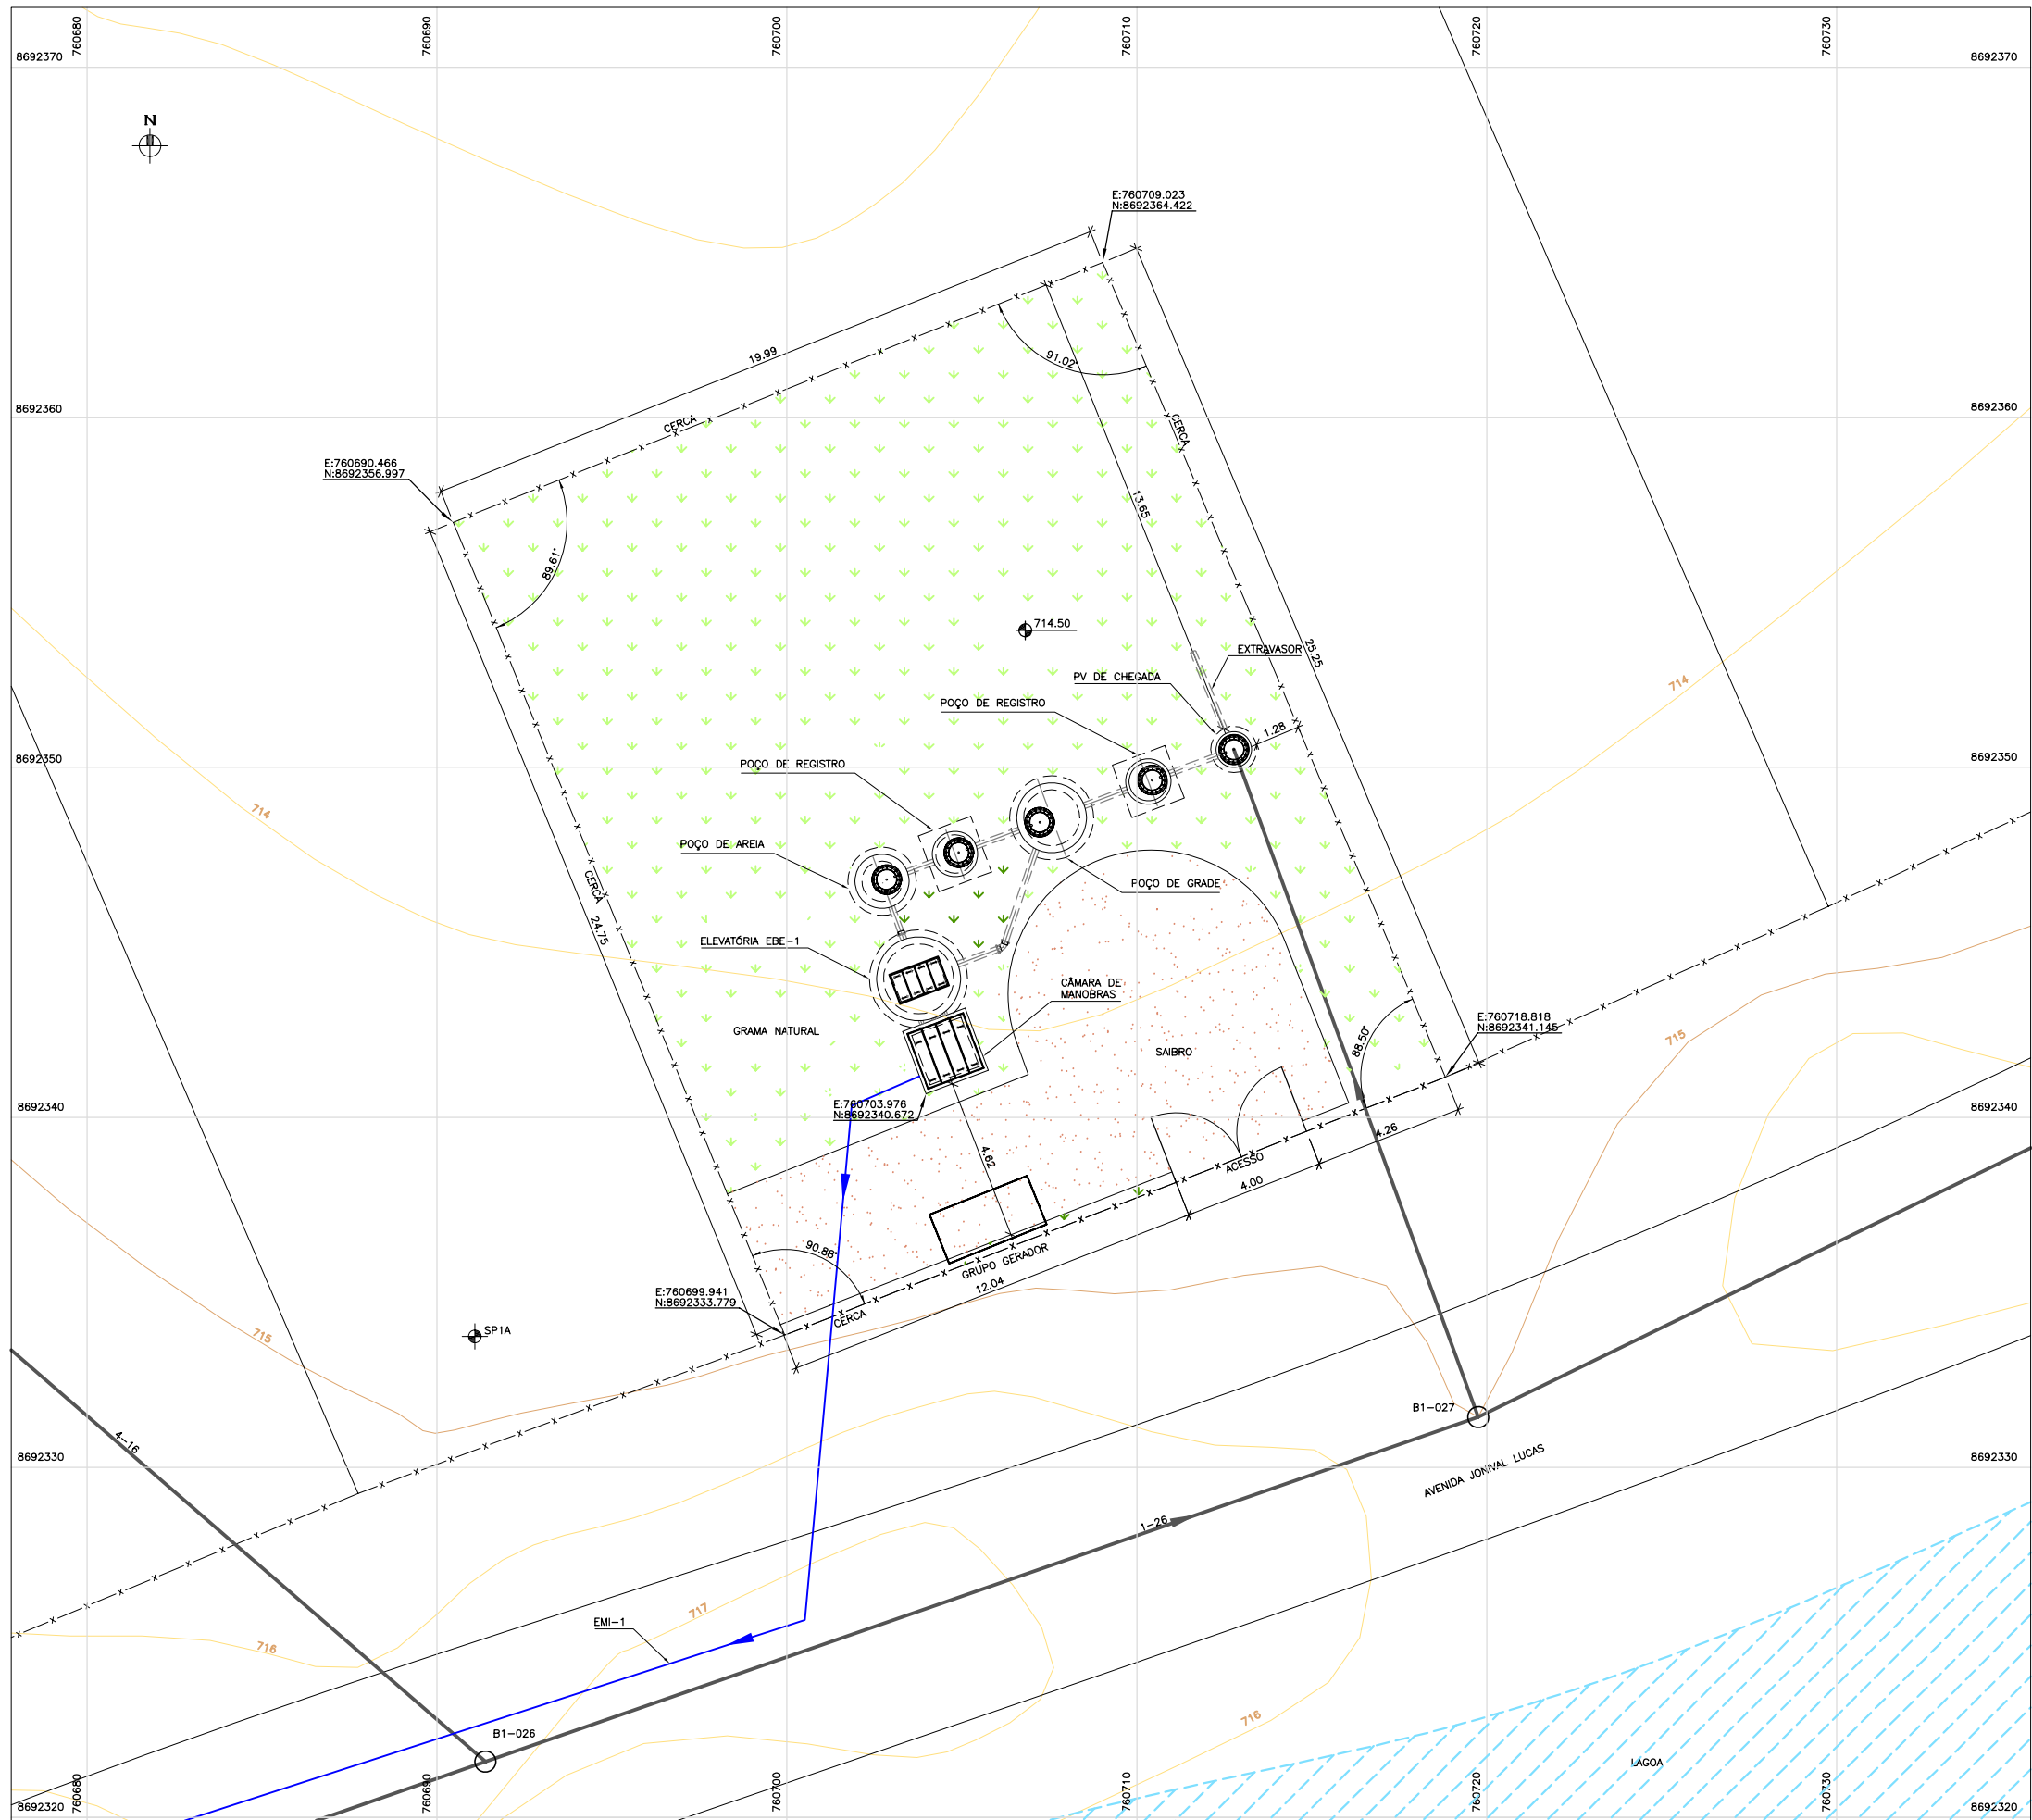 760680
760690
760700
760710
760720
760730
8692370
8692370
N
E:760709.023
N:8692364.422
19.99
91.02°
8692360
8692360
CERCA
CERCA
E:760690.466
N:8692356.997
13.65
89.61°
714.50
EXTRAVASOR
25.25
PV DE CHEGADA
714
POÇO DE REGISTRO
1.28
8692350
8692350
POÇO DE REGISTRO
714
POÇO DE AREIA
POÇO DE GRADE
CERCA
24.75
ELEVATÓRIA EBE-1
CÂMARA DE
MANOBRAS
GRAMA NATURAL
E:760718.818
N:8692341.145
88.50°
715
SAIBRO
8692340
8692340
E:760703.976
N:8692340.672
4.26
4.62
ACESSO
4.00
90.88°
GRUPO GERADOR
12.04
E:760699.941
N:8692333.779
CERCA
SP1A
715
B1-027
4-16
8692330
8692330
AVENIDA JONIVAL LUCAS
1-26
717
EMI-1
716
716
B1-026
LAGOA
760680
760690
760700
760710
760720
760730
8692320
8692320